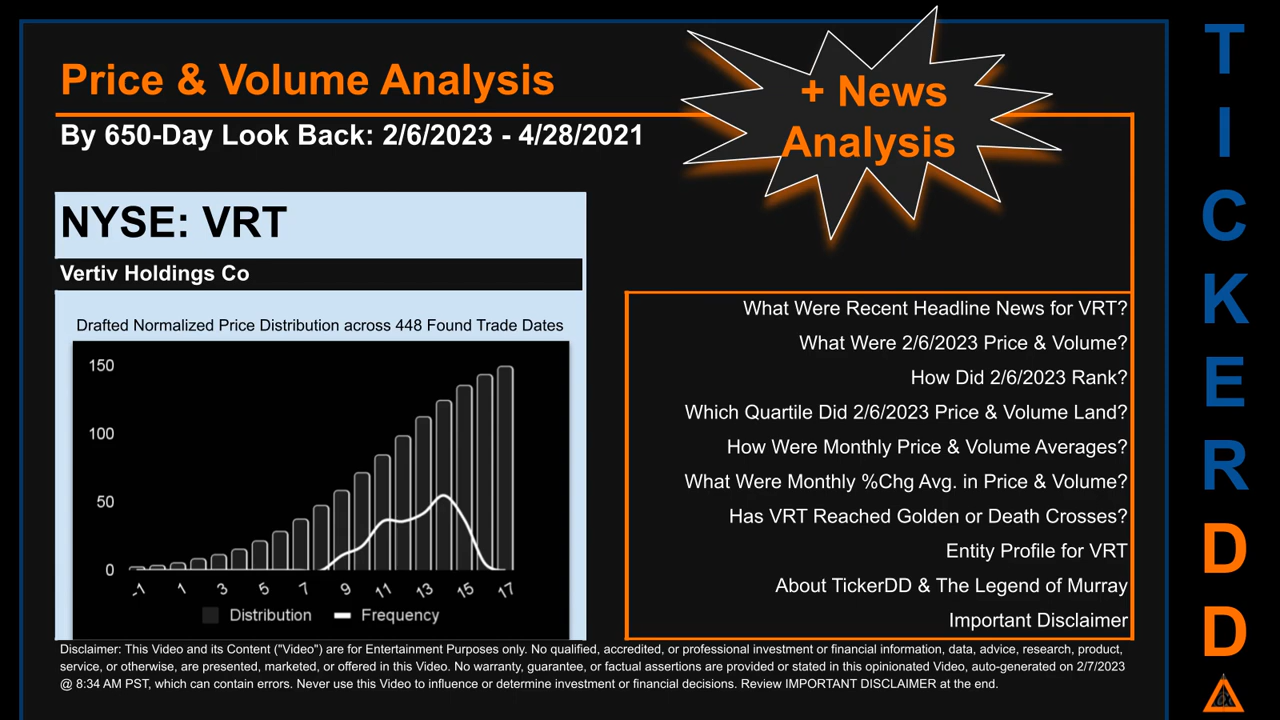 Price & Volume Analysis
+ News
Analysis
By 650-Day Look Back: 2/6/2023 - 4/28/2021
NYSE: VRT
Vertiv Holdings Co
Drafted Normalized Price Distribution across 448 Found Trade Dates
150
100
50
0
-1 1 3 5 7 9 11 13 15 17
Distribution Frequency
What Were Recent Headline News for VRT?
What Were 2/6/2023 Price & Volume?
How Did 2/6/2023 Rank?
Which Quartile Did 2/6/2023 Price & Volume Land?
How Were Monthly Price & Volume Averages?
What Were Monthly %Chg Avg. in Price & Volume?
Has VRT Reached Golden or Death Crosses?
Entity Profile for VRT
About TickerDD & The Legend of Murray
Important Disclaimer
Disclaimer: This Video and its Content ("Video") are for Entertainment Purposes only. No qualified, accredited, or professional investment or financial information, data, advice, research, product,
service, or otherwise, are presented, marketed, or offered in this Video. No warranty, guarantee, or factual assertions are provided or stated in this opinionated Video, auto-generated on 2/7/2023
@ 8:34 AM PST, which can contain errors. Never use this Video to influence or determine investment or financial decisions. Review IMPORTANT DISCLAIMER at the end.
T
I
C
K
E
R
D
D